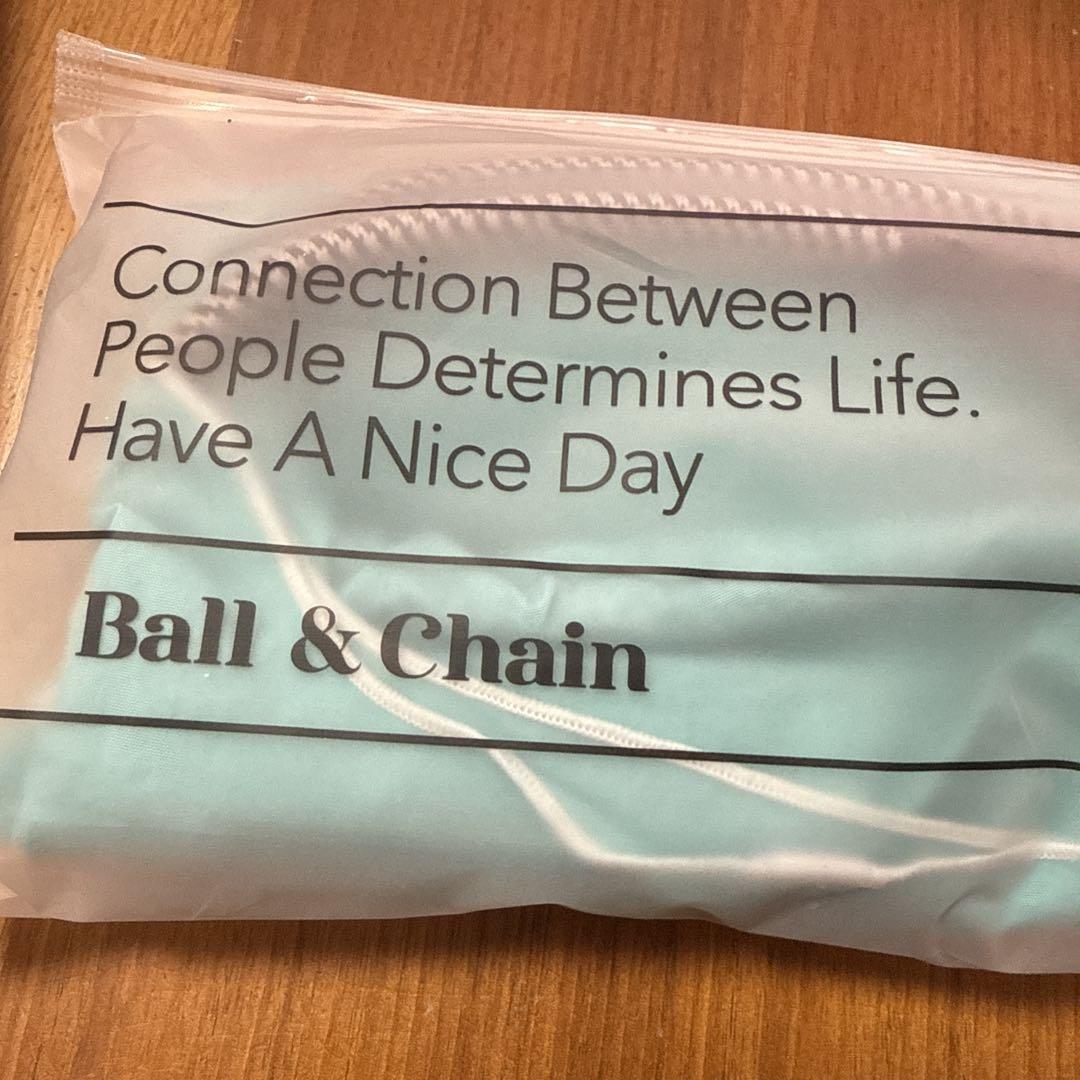 Connection Between
People Determines Life.
Have A Nice Day
Ball & Chain